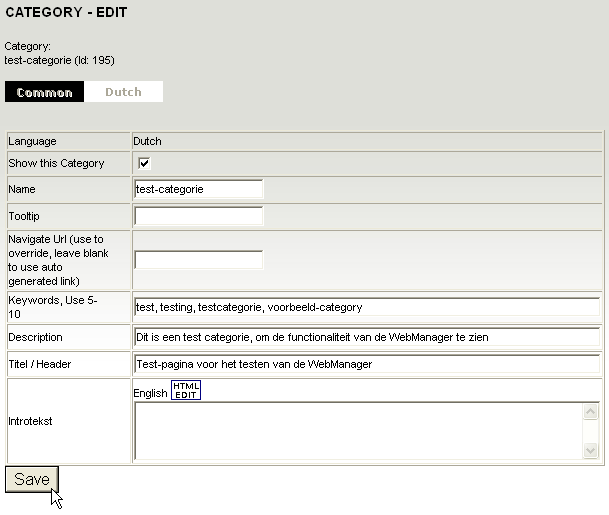 CATEGORY - EDIT
Category:
test-categorie (Id: 195)
Common Dutch
Language Dutch
Show this Category
Name test-categorie
Tooltip
Navigate Url (use to
override, leave blank
to use auto
generated link)
Keywords, Use 5-
10
test, testing, testcategorie, voorbeeld-category
Description Dit is een test categorie, om de functionaliteit van de WebManager te zien
Titel / Header Test-pagina voor het testen van de WebManager
English HTML
EDIT
Introtekst
Save